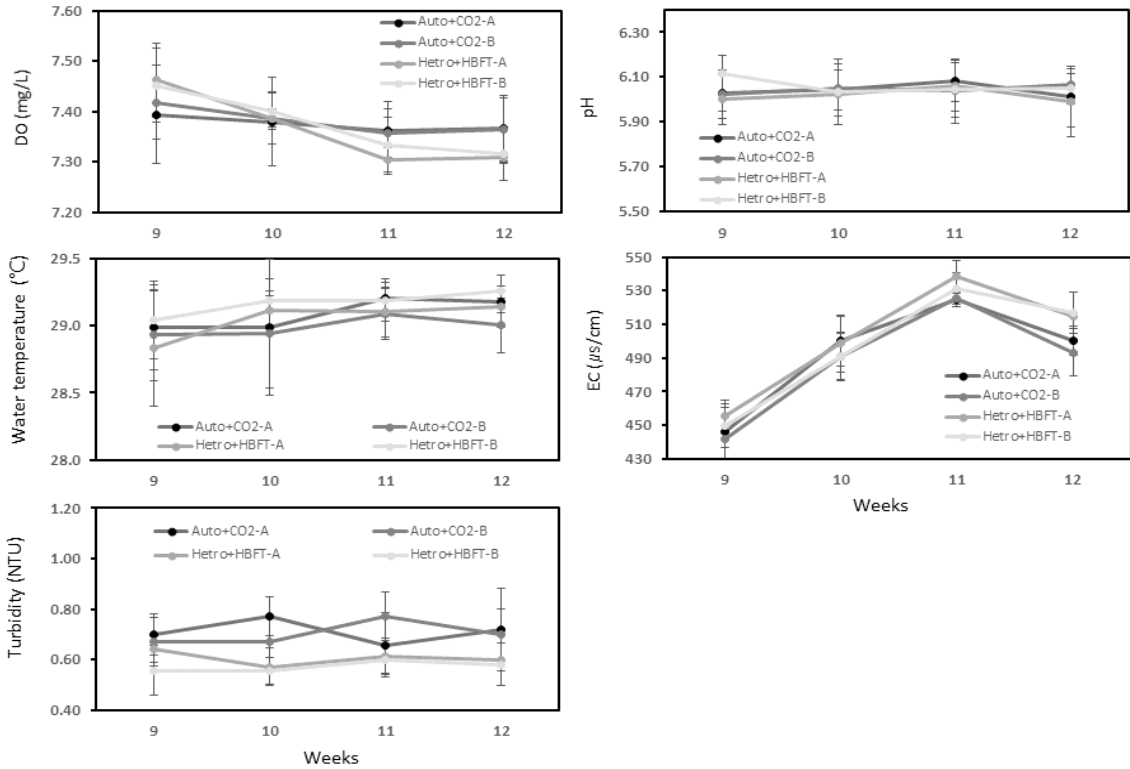 7.60
7.50
7.40
7.30
7.20
DO (mg/L)
Auto+CO2-A
Auto+CO2-B
Hetro+HBFT-A
Hetro+HBFT-B
9 10 11 12
6.30
6.10
5.90
5.70
5.50
pH
Auto+CO2-A
Auto+CO2-B
Hetro+HBFT-A
Hetro+HBFT-B
9 10 11 12
29.5
29.0
28.5
28.0
Water temperature (℃)
Auto+CO2-A Auto+CO2-B
Hetro+HBFT-A Hetro+HBFT-B
9 10 11 12
550
530
510
490
470
450
430
EC (μs/cm)
Auto+CO2-A
Auto+CO2-B
Hetro+HBFT-A
Hetro+HBFT-B
9 10 11 12
Weeks
1.20
1.00
0.80
0.60
0.40
Turbidity (NTU)
Auto+CO2-A Auto+CO2-B
Hetro+HBFT-A Hetro+HBFT-B
9 10 11 12
Weeks